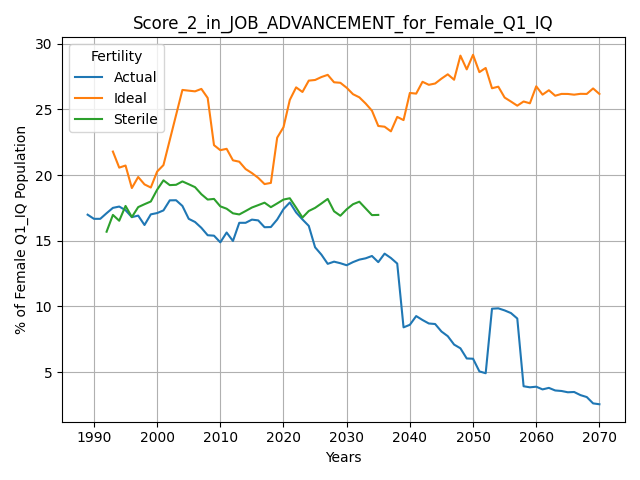 Score_2_in_JOB_ADVANCEMENT_for_Female_Q1_IQ
Fertility
Actual
Ideal
Sterile
% of Female Q1_IQ Population
30
25
20
15
10
5
1990 2000 2010 2020 2030 2040 2050 2060 2070
Years